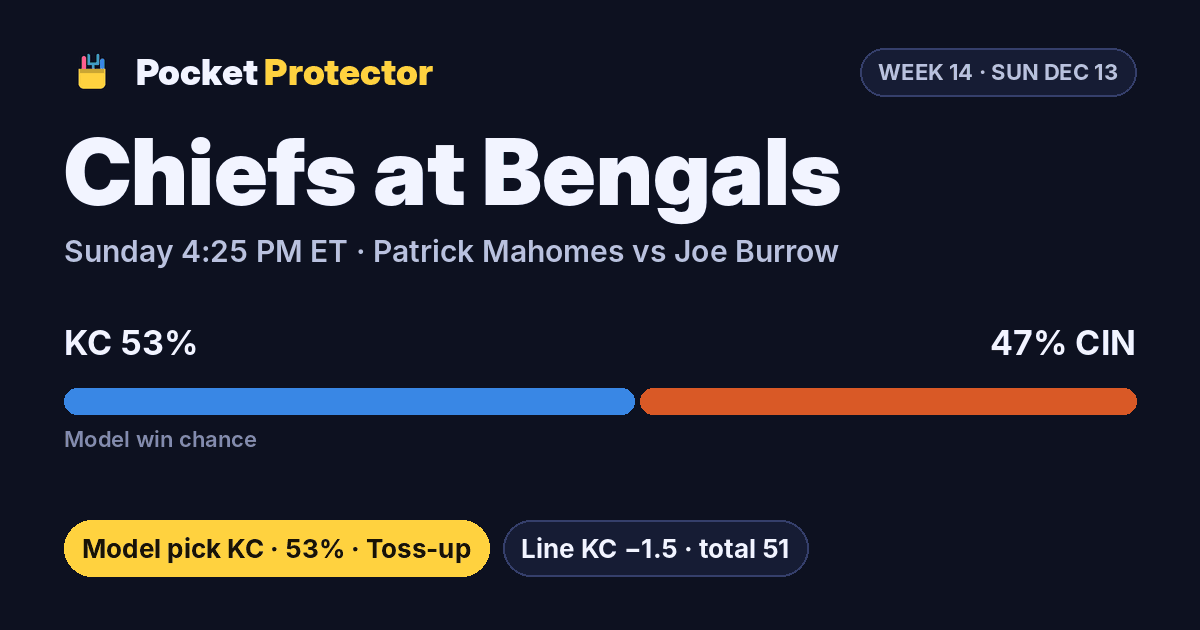 Pocket Protector
WEEK 14 · SUN DEC 13
Chiefs at Bengals
Sunday 4:25 PM ET · Patrick Mahomes vs Joe Burrow
KC 53%
47% CIN
Model win chance
Model pick KC · 53% · Toss-up
Line KC −1.5 · total 51